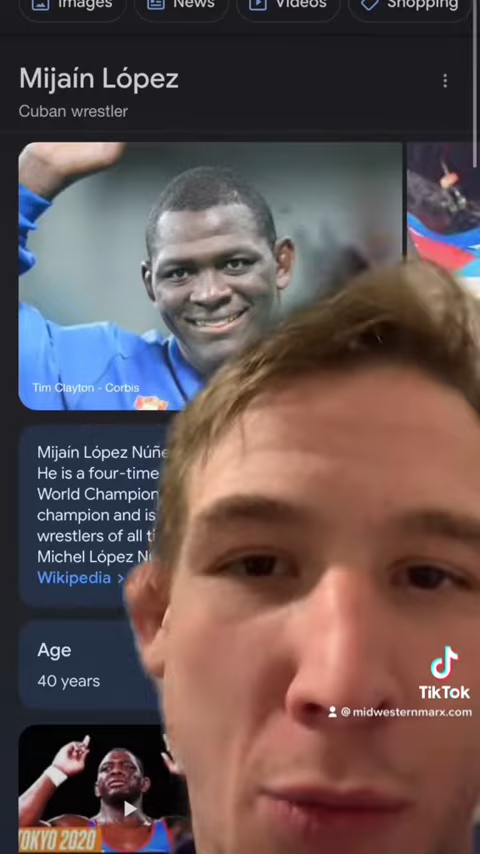 Images
News
Videos
Shopping
Mijaín López
Cuban wrestler
Tim Clayton - Corbis
Mijaín López
He is a four-time
World Champion
champion and is
wrestlers of all
Michel López
Wikipedia >
Age
40 years
TikTok
@midwesternmarx.com
TOKYO 2020